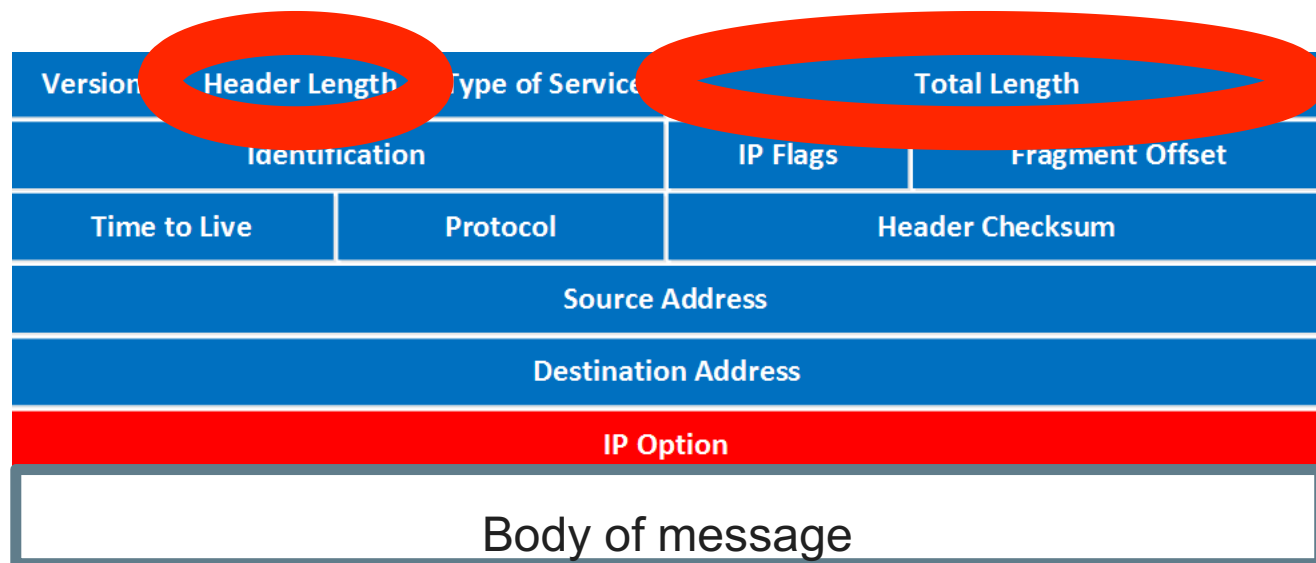 Version Header Length Type of Service Total Length
Identification IP Flags Fragment Offset
Time to Live Protocol Header Checksum
Source Address
Destination Address
IP Option
Body of message